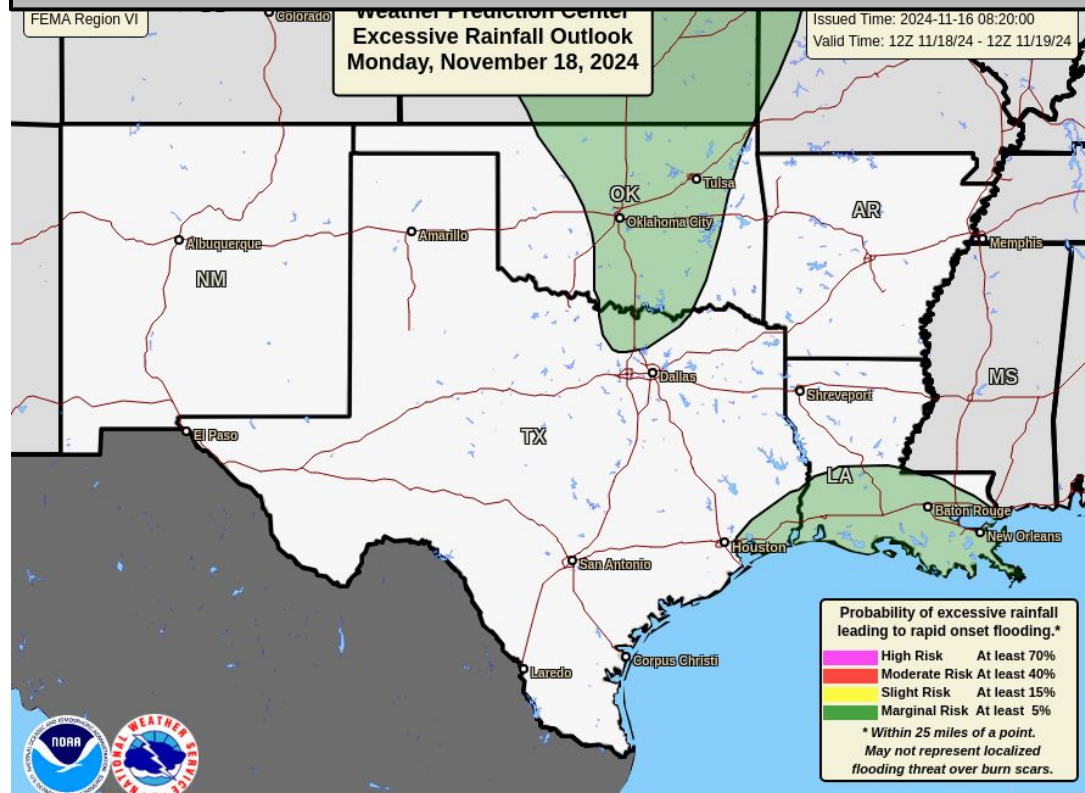 Colorado
FEMA Region VI
Weather Prediction Center
Excessive Rainfall Outlook
Monday, November 18, 2024
Issued Time: 2024-11-16 08:20:00
Valid Time: 12Z 11/18/24 - 12Z 11/19/24
Tulsa
OK
AR
Oklahoma City
Albuquerque
Amarillo
Memphis
NM
Dallas
MS
Shreveport
El Paso
TX
LA
Baton Rouge
New Orleans
Houston
San Antonio
Corpus Christi
Laredo
Probability of excessive rainfall
leading to rapid onset flooding.*
High Risk At least 70%
Moderate Risk At least 40%
Slight Risk At least 15%
Marginal Risk At least 5%
* Within 25 miles of a point.
May not represent localized
flooding threat over burn scars.
NOAA
NATIONAL WEATHER SERVICE